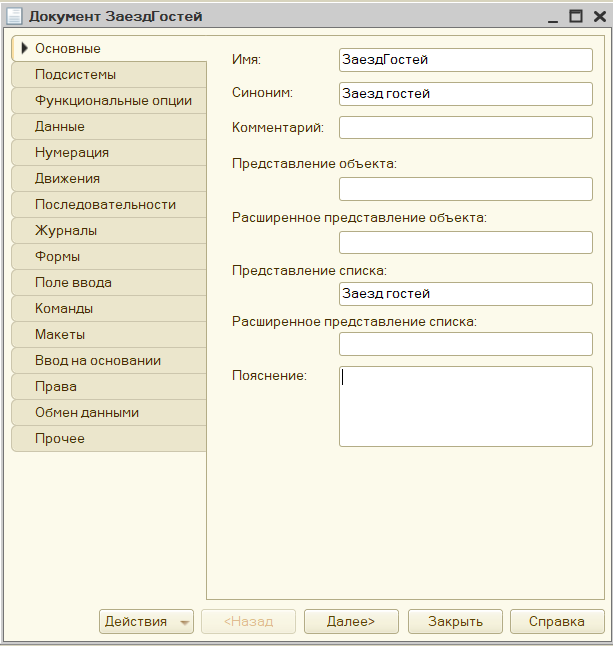 Документ ЗаездГостей
Основные
Подсистемы
Функциональные опции
Данные
Нумерация
Движения
Последовательности
Журналы
Формы
Поле ввода
Команды
Макеты
Ввод на основании
Права
Обмен данными
Прочее
Имя: ЗаездГостей
Синоним: Заезд гостей
Комментарий:
Представление объекта:
Расширенное представление объекта:
Представление списка:
Заезд гостей
Расширенное представление списка:
Пояснение:
Действия <Назад Далее> Закрыть Справка